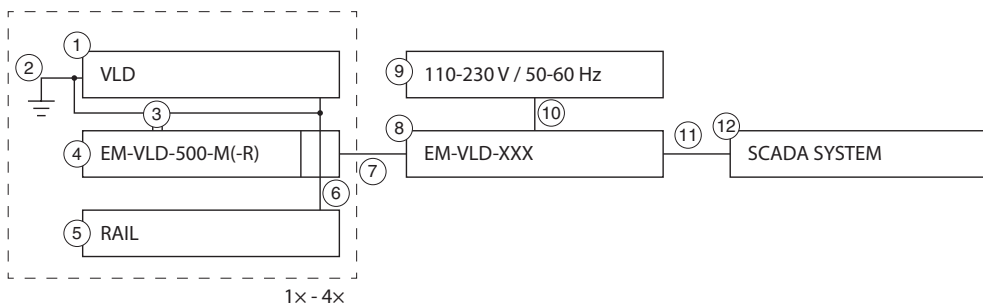 1
VLD
2
3
4
EM-VLD-500-M(-R)
5
RAIL
6
7
8
EM-VLD-XXX
9
110-230 V / 50-60 Hz
10
11
12
SCADA SYSTEM
1× - 4×